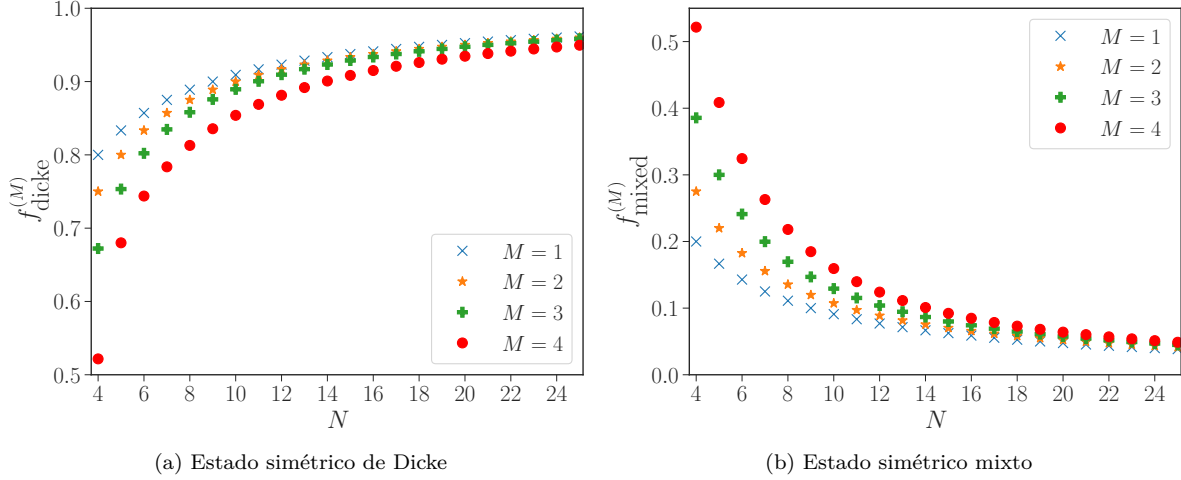 1.0
0.9
0.8
0.7
0.6
0.5
f_dicke^(M)
4 6 8 10 12 14 16 18 20 22 24
N
M = 1
M = 2
M = 3
M = 4
(a) Estado simétrico de Dicke
0.5
0.4
0.3
0.2
0.1
0.0
f_mixed^(M)
4 6 8 10 12 14 16 18 20 22 24
N
M = 1
M = 2
M = 3
M = 4
(b) Estado simétrico mixto